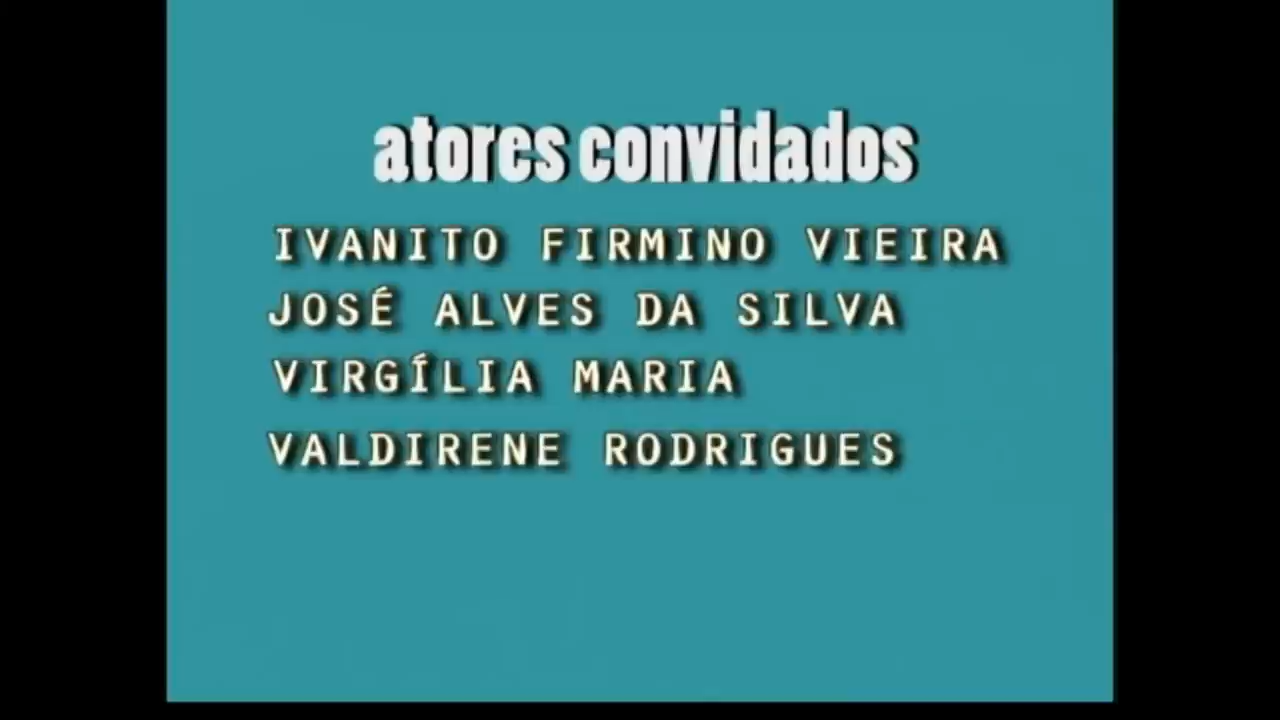 atores convidados
IVANITO FIRMINO VIEIRA
JOSÉ ALVES DA SILVA
VIRGÍLIA MARIA
VALDIRENE RODRIGUES